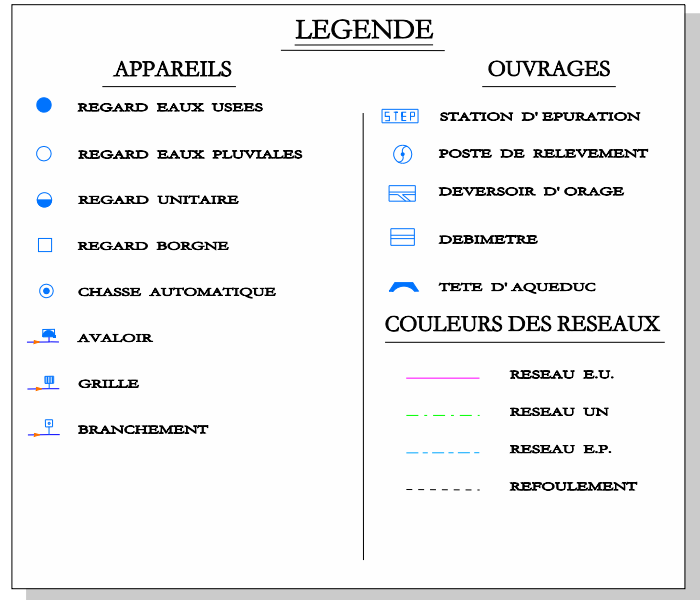 LEGENDE
APPAREILS
REGARD EAUX USEES
REGARD EAUX PLUVIALES
REGARD UNITAIRE
REGARD BORGNE
CHASSE AUTOMATIQUE
AVALOIR
GRILLE
BRANCHEMENT
OUVRAGES
STEP STATION D'EPURATION
POSTE DE RELEVEMENT
DEVERSOIR D'ORAGE
DEBIMETRE
TETE D'AQUEDUC
COULEURS DES RESEAUX
RESEAU E.U.
RESEAU UN
RESEAU E.P.
REFOULEMENT